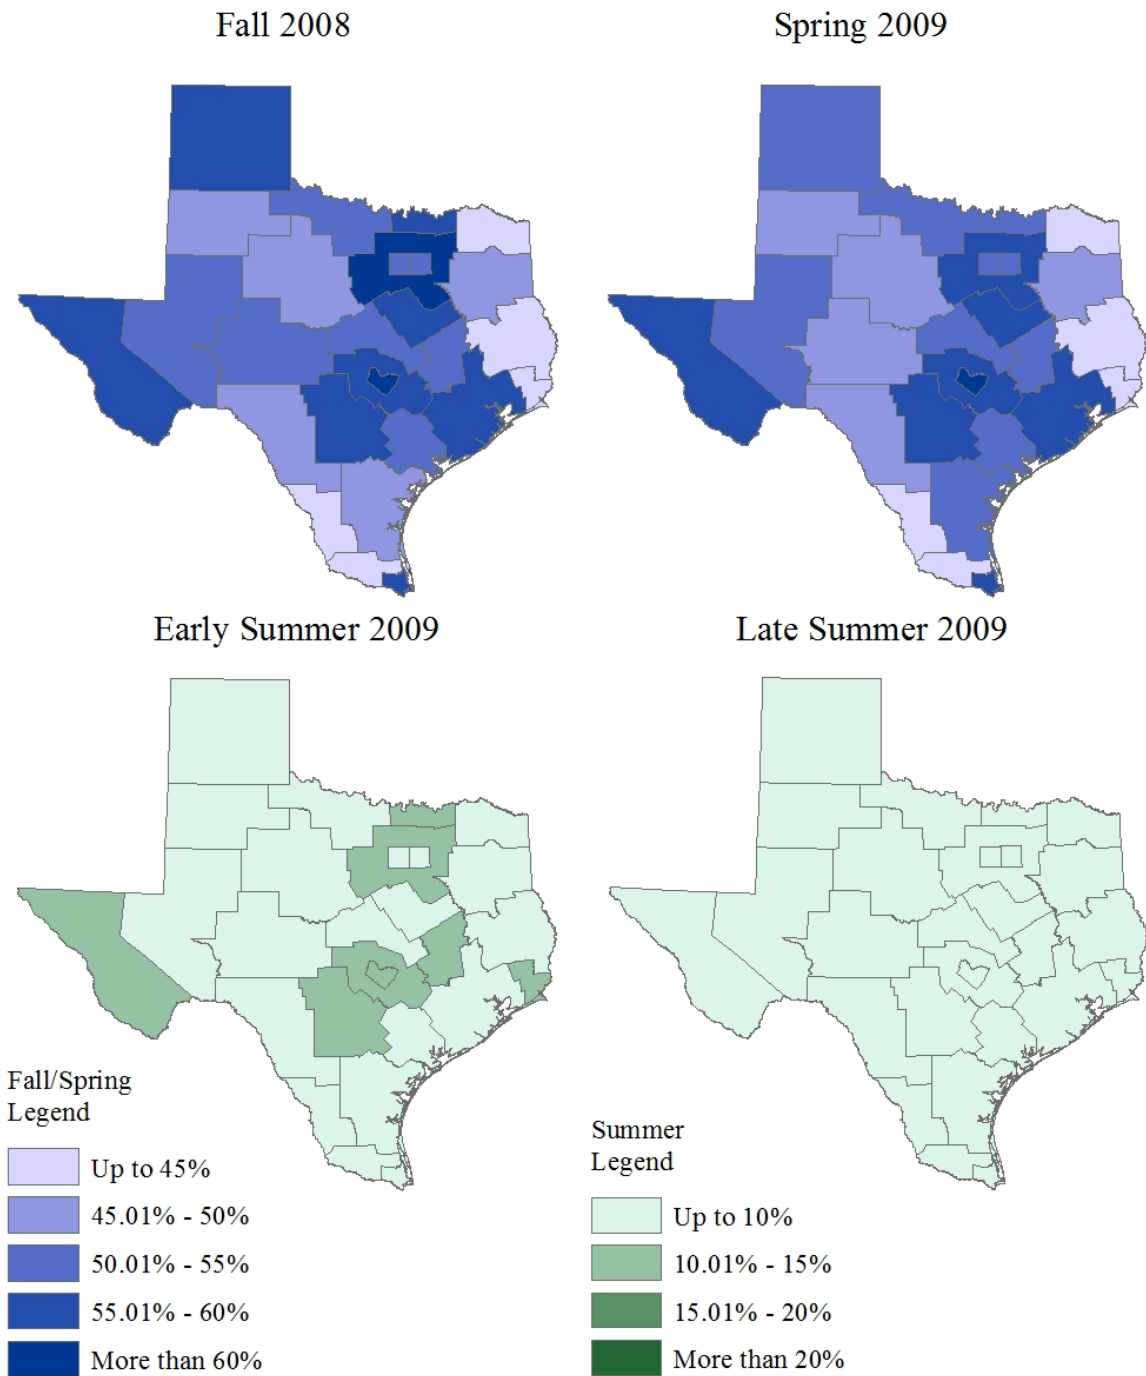 Fall 2008
Spring 2009
Early Summer 2009
Late Summer 2009
Fall/Spring
Legend
Up to 45%
45.01% - 50%
50.01% - 55%
55.01% - 60%
More than 60%
Summer
Legend
Up to 10%
10.01% - 15%
15.01% - 20%
More than 20%